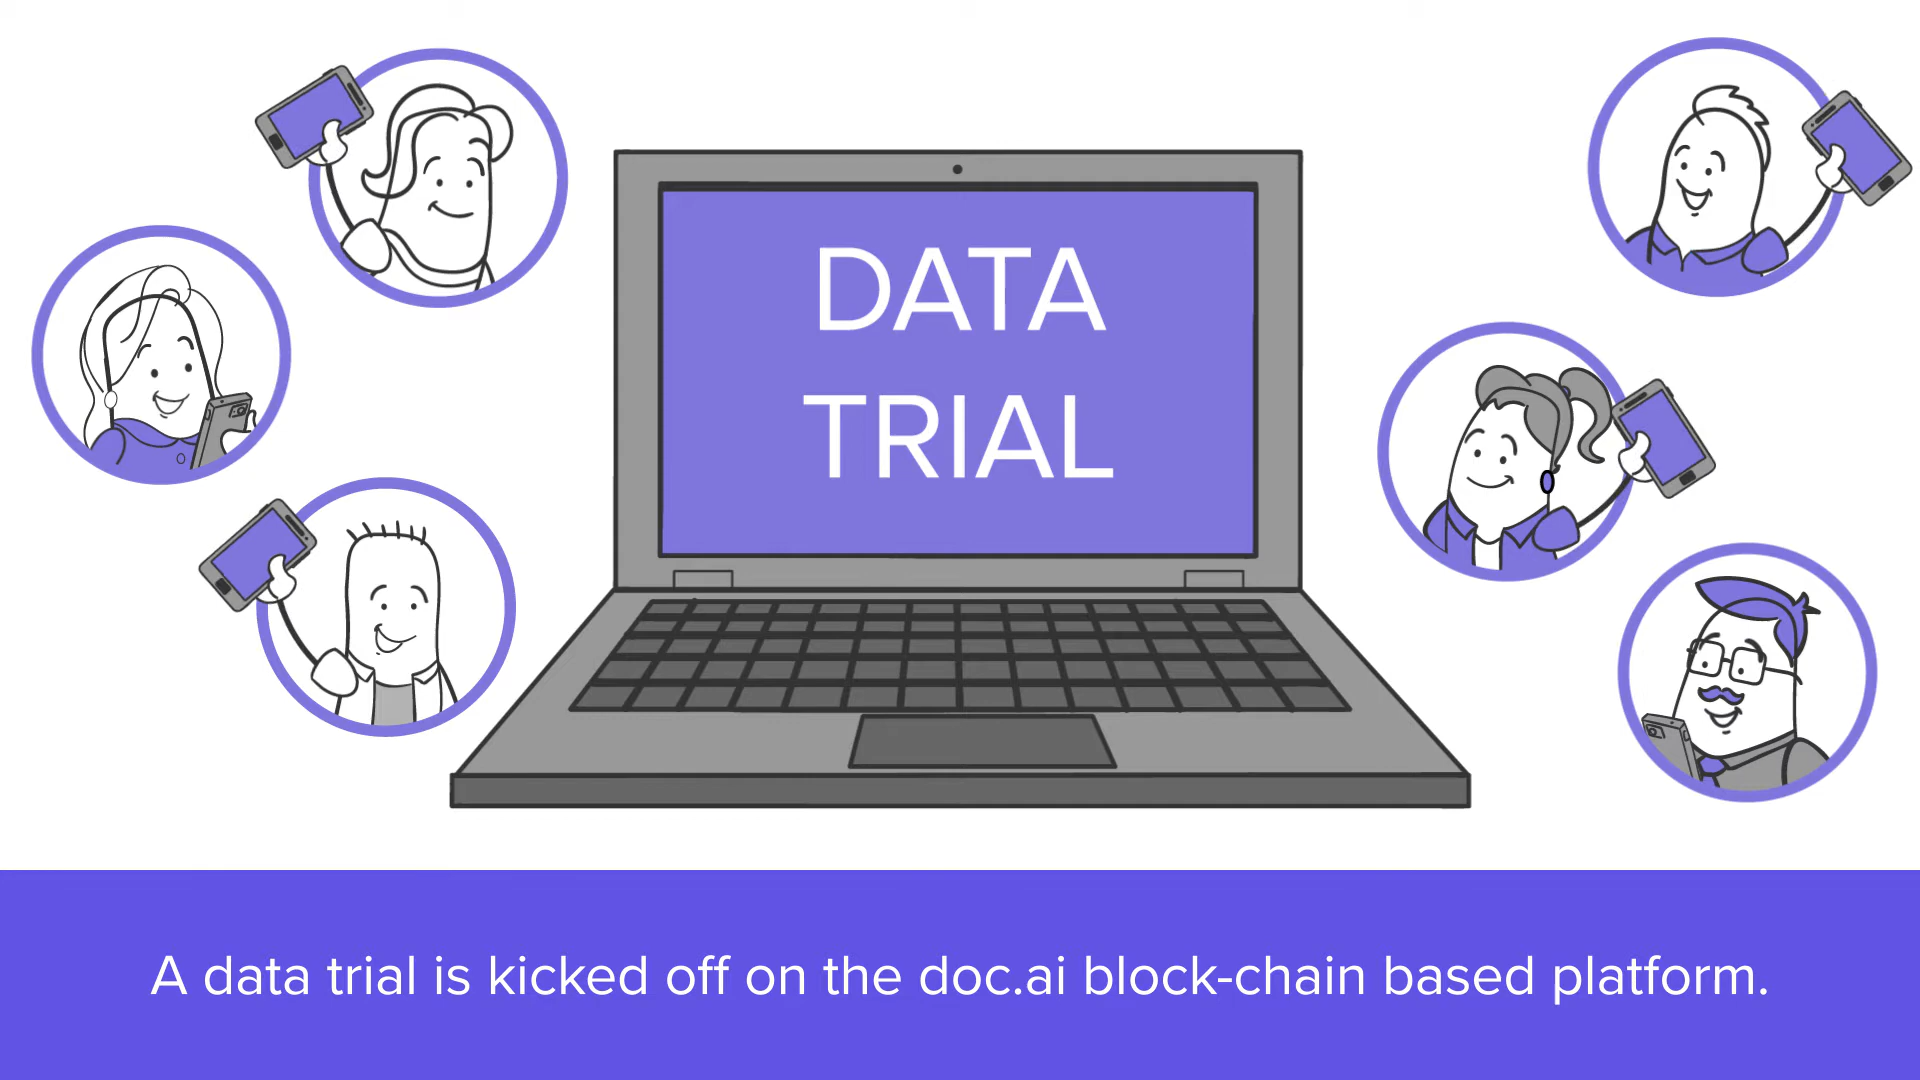 DATA
TRIAL
A data trial is kicked off on the doc.ai block-chain based platform.